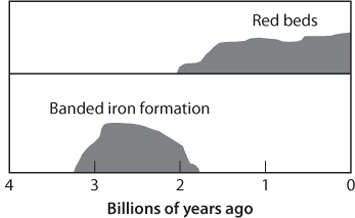 Red beds
Banded iron formation
4 3 2 1 0
Billions of years ago